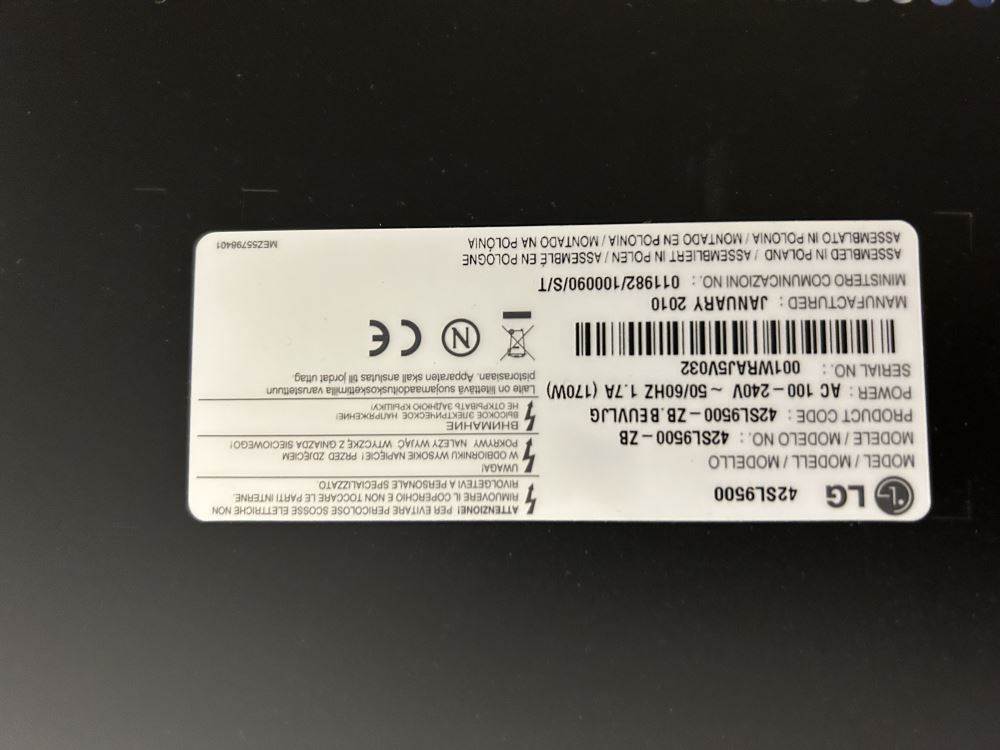 LG 42SL9500
MODEL / MODELL / MODELLO
MODELE / MODELO NO. : 42SL9500-ZB
PRODUCT CODE : 42SL9500-ZB.BEUVLJG
POWER : AC 100-240V ~ 50/60HZ 1.7A (170W)
SERIAL NO. : 001WRAJ5V032
MANUFACTURED : JANUARY 2010
MINISTERO COMUNICAZIONI NO. : 011982/1000090/S/T
ASSEMBLED IN POLAND / ASSEMBLIERT IN POLEN / ASSEMBLÉ EN POLOGNE
ASSEMBLATO IN POLONIA / MONTADO EN POLONIA / MONTADO NA POLÓNIA
ATTENZIONE! PER EVITARE PERICOLOSE SCOSSE ELETTRICHE NON
RIMUOVERE IL COPERCHIO E NON TOCCARE LE PARTI INTERNE.
RIVOLGETEVI A PERSONALE SPECIALIZZATO.
UWAGA!
W ODBIORNIKU WYSOKIE NAPIĘCIE! PRZED ZDJĘCIEM
POKRYWY NALEŻY WYJĄĆ WTYCZKĘ Z GNIAZDA SIECIOWEGO!
ВНИМАНИЕ
ВЫСОКОЕ ЭЛЕКТРИЧЕСКОЕ НАПРЯЖЕНИЕ!
НЕ ОТКРЫВАТЬ ЗАДНЮЮ КРЫШКУ!
Laite on liitettävä suojamaadoituskoskettimilla varustettuun
pistorasiaan. Apparaten skall anslutas till jordat uttag.
N CE
MEZ55798401